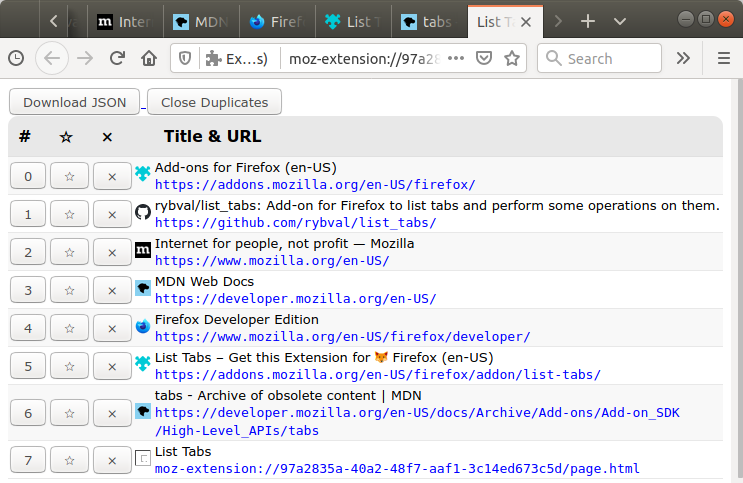 Inter
MDN
Firef
List T
tabs
List Ta
Ex…s)
moz-extension://97a28
Search
Download JSON
Close Duplicates
# ☆ × Title & URL
0 ☆ × Add-ons for Firefox (en-US)
https://addons.mozilla.org/en-US/firefox/
1 ☆ × rybval/list_tabs: Add-on for Firefox to list tabs and perform some operations on them.
https://github.com/rybval/list_tabs/
2 ☆ × Internet for people, not profit — Mozilla
https://www.mozilla.org/en-US/
3 ☆ × MDN Web Docs
https://developer.mozilla.org/en-US/
4 ☆ × Firefox Developer Edition
https://www.mozilla.org/en-US/firefox/developer/
5 ☆ × List Tabs – Get this Extension for 🦊 Firefox (en-US)
https://addons.mozilla.org/en-US/firefox/addon/list-tabs/
6 ☆ × tabs - Archive of obsolete content | MDN
https://developer.mozilla.org/en-US/docs/Archive/Add-ons/Add-on_SDK
/High-Level_APIs/tabs
7 ☆ × List Tabs
moz-extension://97a2835a-40a2-48f7-aaf1-3c14ed673c5d/page.html